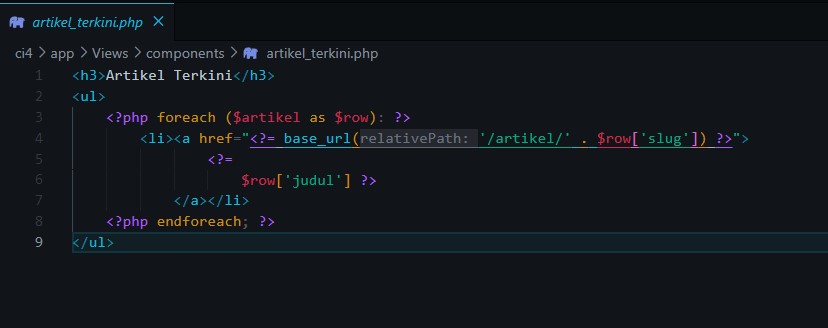 artikel_terkini.php ×
ci4 > app > Views > components > artikel_terkini.php
1 <h3>Artikel Terkini</h3>
2 <ul>
3 <?php foreach ($artikel as $row): ?>
4 <li><a href="<?= base_url(relativePath: '/artikel/' . $row['slug']) ?>">
5 <?=
6 $row['judul'] ?>
7 </a></li>
8 <?php endforeach; ?>
9 </ul>